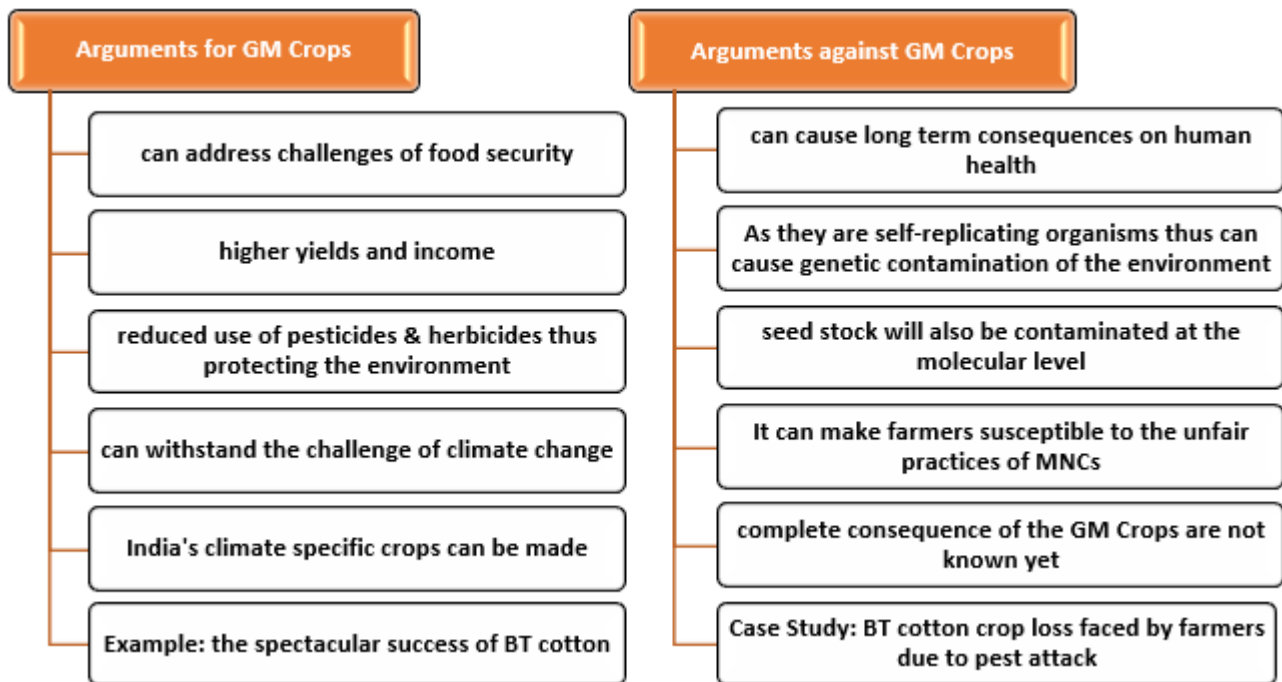 Arguments for GM Crops
can address challenges of food security
higher yields and income
reduced use of pesticides & herbicides thus
protecting the environment
can withstand the challenge of climate change
India's climate specific crops can be made
Example: the spectacular success of BT cotton
Arguments against GM Crops
can cause long term consequences on human
health
As they are self-replicating organisms thus can
cause genetic contamination of the environment
seed stock will also be contaminated at the
molecular level
It can make farmers susceptible to the unfair
practices of MNCs
complete consequence of the GM Crops are not
known yet
Case Study: BT cotton crop loss faced by farmers
due to pest attack